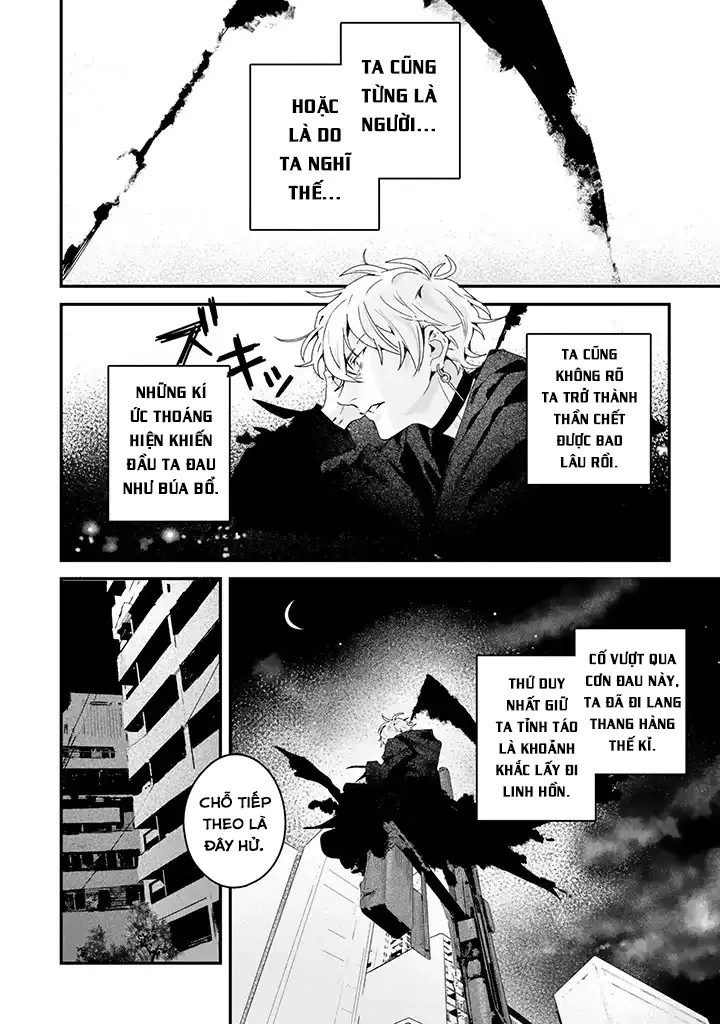 TA CŨNG
TỪNG LÀ
NGƯỜI...
HOẶC
LÀ DO
TA NGHĨ
THẾ...
TA CŨNG
KHÔNG RÕ
TA TRỞ THÀNH
THẦN CHẾT
ĐƯỢC BAO
LÂU RỒI.
ズキッ
NHỮNG KÍ
ỨC THOÁNG
HIỆN KHIẾN
ĐẦU TA ĐAU
NHƯ BÚA BỔ.
CỐ VƯỢT QUA
CƠN ĐAU NÀY,
TA ĐÃ ĐI LANG
THANG HÀNG
THẾ KỈ.
THỨ DUY
NHẤT GIỮ
TA TỈNH TÁO
LÀ KHOẢNH
KHẮC LẤY ĐI
LINH HỒN.
CHỖ TIẾP
THEO LÀ
ĐÂY HỬ.